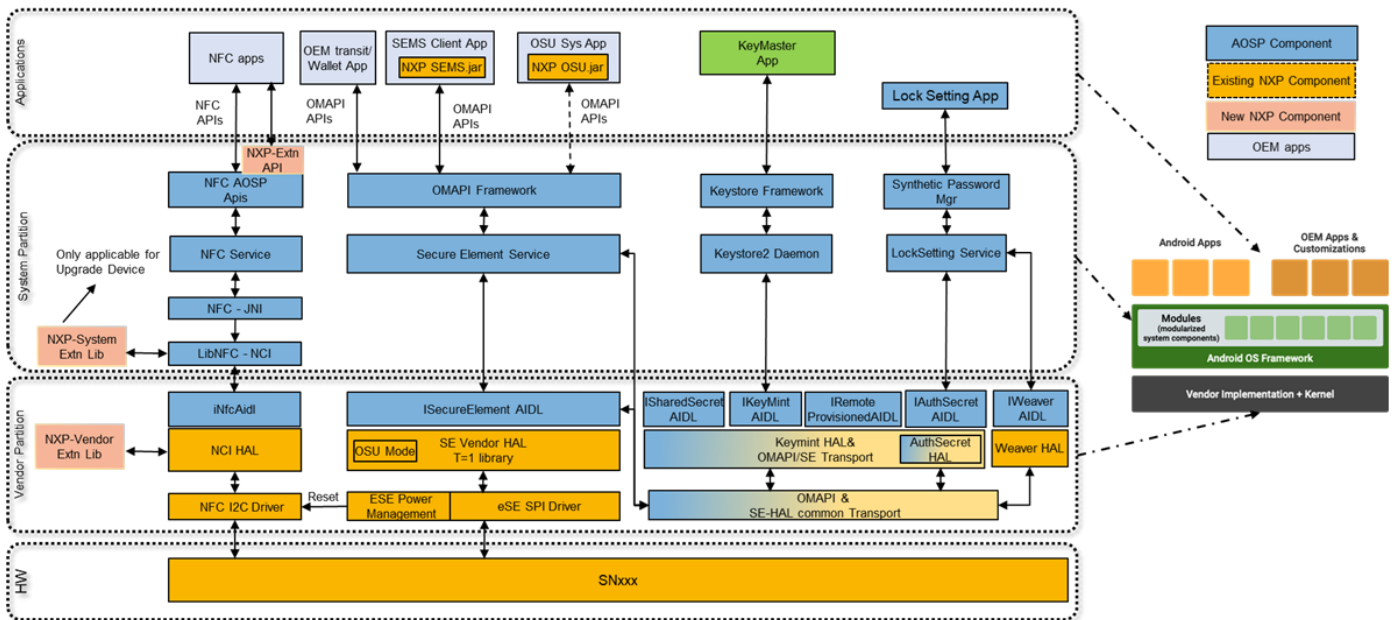 Applications
NFC apps
OEM transit/
Wallet App
SEMS Client App
NXP SEMS.jar
OSU Sys App
NXP OSU.jar
KeyMaster
App
Lock Setting App
NFC
APIs
OMAPI
APIs
OMAPI
APIs
OMAPI
APIs
AOSP Component
Existing NXP Component
New NXP Component
OEM apps
System Partition
NXP-Extn
API
NFC AOSP
Apis
OMAPI Framework
Keystore Framework
Synthetic Password
Mgr
Only applicable for
Upgrade Device
NFC Service
Secure Element Service
Keystore2 Daemon
LockSetting Service
NFC - JNI
NXP-System
Extn Lib
LibNFC - NCI
Android Apps
OEM Apps &
Customizations
Modules
(modularized
system components)
Android OS Framework
Vendor Implementation + Kernel
Vendor Partition
iNfcAidl
ISecureElement AIDL
ISharedSecret
AIDL
IKeyMint
AIDL
IRemote
ProvisionedAIDL
IAuthSecret
AIDL
IWeaver
AIDL
NXP-Vendor
Extn Lib
NCI HAL
OSU Mode
SE Vendor HAL
T=1 library
Keymint HAL&
OMAPI/SE Transport
AuthSecret
HAL
Weaver HAL
NFC I2C Driver
Reset
ESE Power
Management
eSE SPI Driver
OMAPI &
SE-HAL common Transport
HW
SNxxx